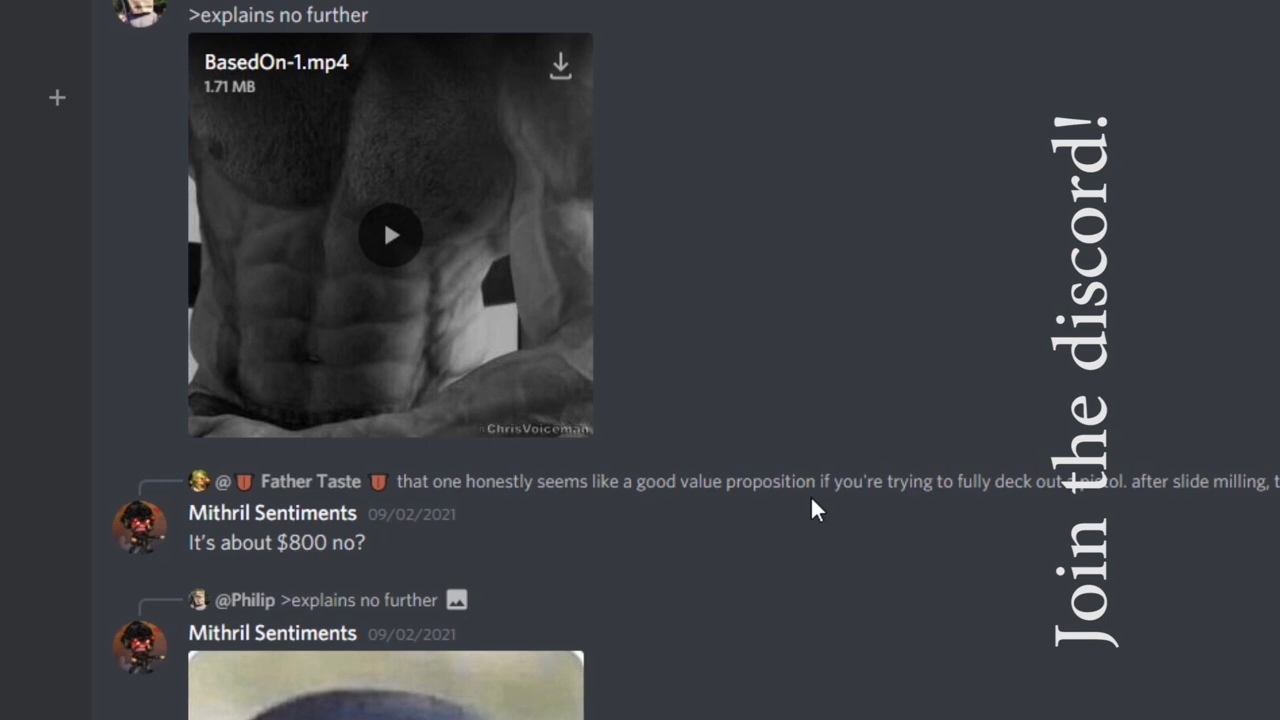 >explains no further
BasedOn-1.mp4
1.71 MB
ChrisVoiceman
@ Father Taste that one honestly seems like a good value proposition if you're trying to fully deck out a pistol. after slide milling, t
Mithril Sentiments 09/02/2021
It's about $800 no?
@Philip >explains no further
Mithril Sentiments 09/02/2021
Join the discord!